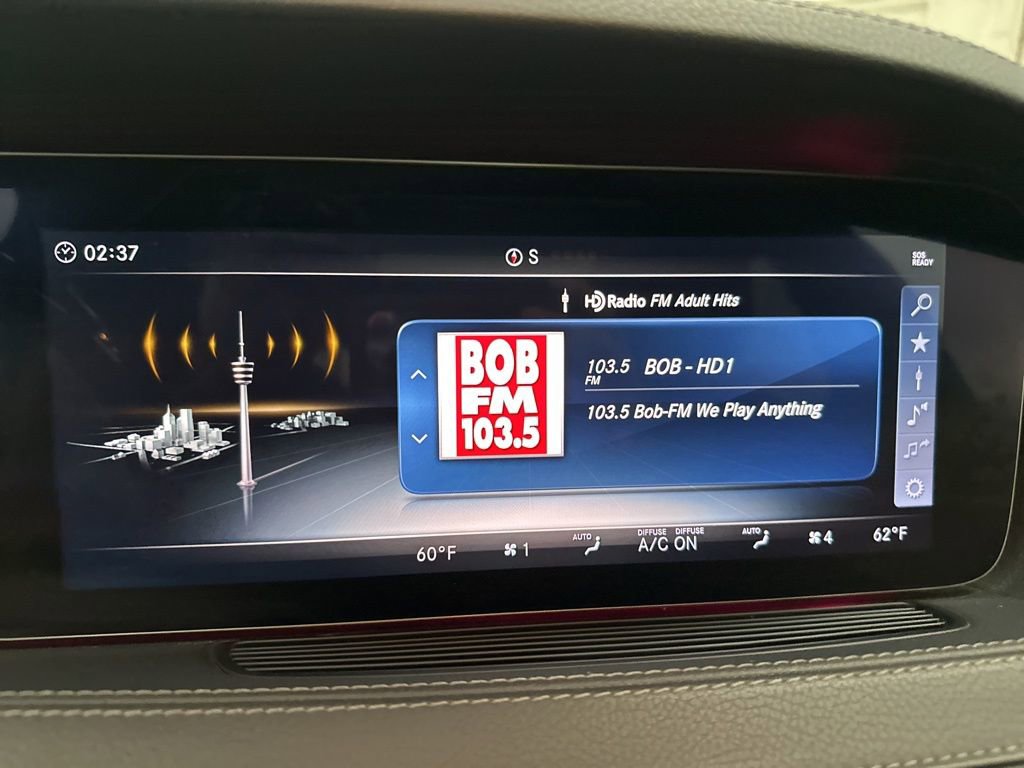 02:37
S
SOS
READY
HD Radio FM Adult Hits
BOB
FM
103.5
103.5 BOB - HD1
FM
103.5 Bob-FM We Play Anything
60°F
1
AUTO
DIFFUSE DIFFUSE
A/C ON
AUTO
4
62°F